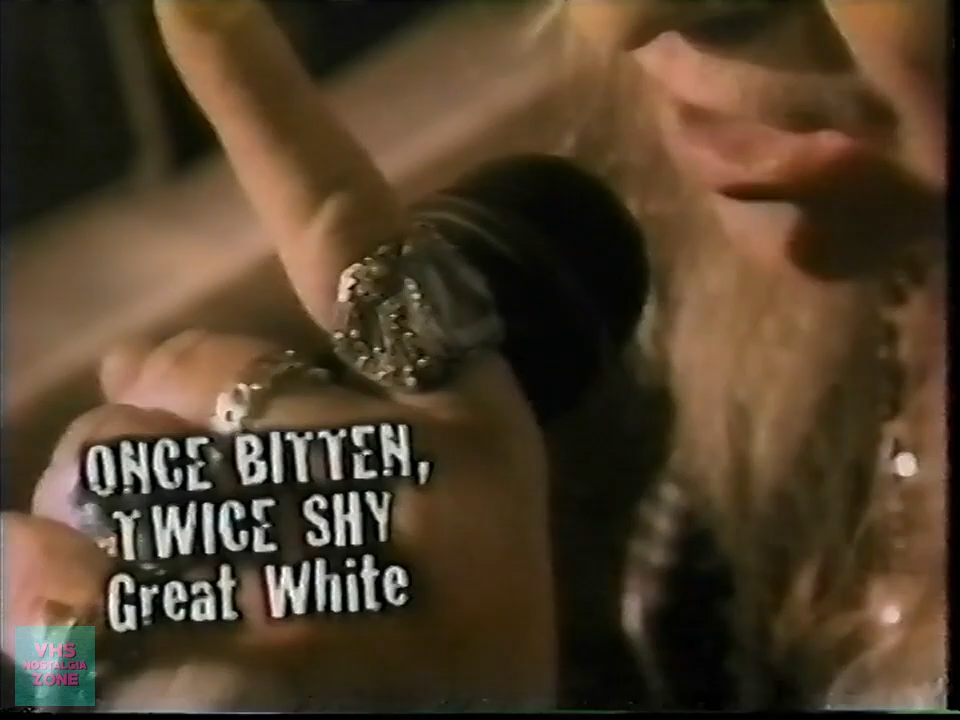 ONCE BITTEN,
TWICE SHY
Great White
VHS
NOSTALGIA
ZONE